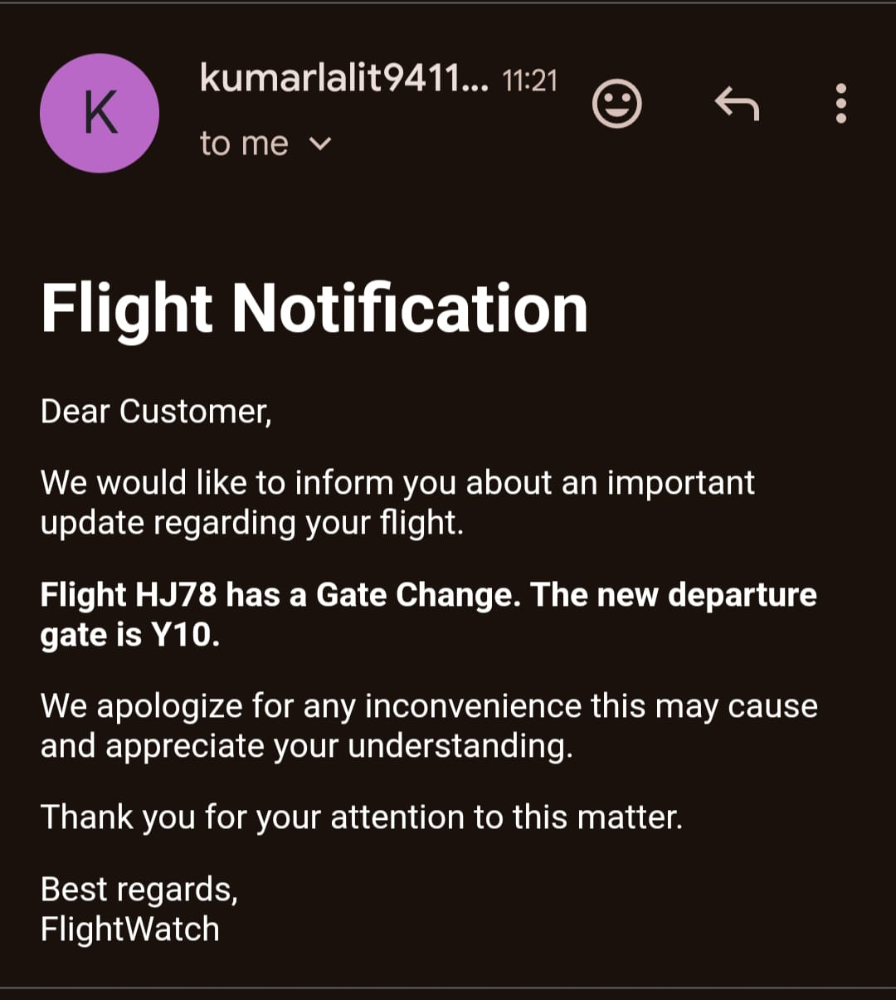 K
kumarlalit9411... 11:21
to me
Flight Notification
Dear Customer,
We would like to inform you about an important
update regarding your flight.
Flight HJ78 has a Gate Change. The new departure
gate is Y10.
We apologize for any inconvenience this may cause
and appreciate your understanding.
Thank you for your attention to this matter.
Best regards,
FlightWatch